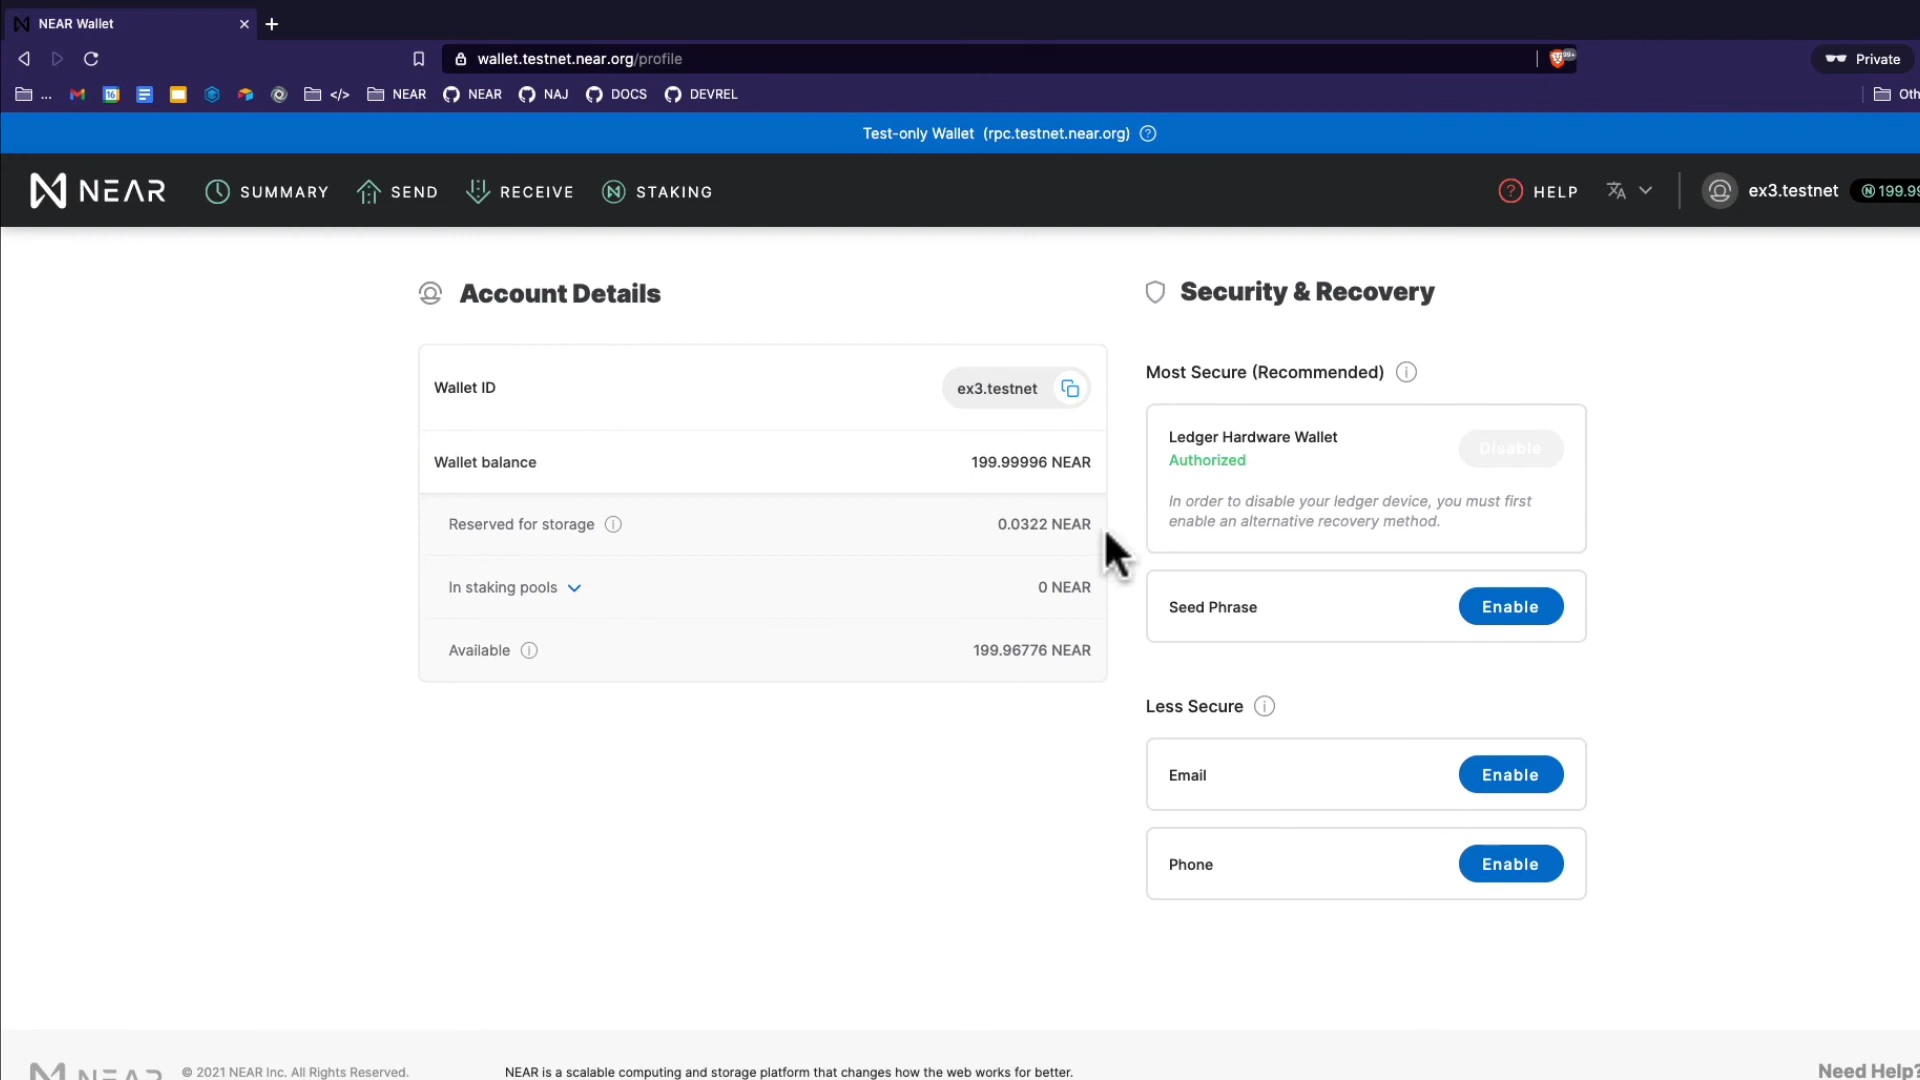 NEAR Wallet
wallet.testnet.near.org/profile
Private
...
</>
NEAR
NEAR
NAJ
DOCS
DEVREL
Test-only Wallet (rpc.testnet.near.org)
NEAR
SUMMARY
SEND
RECEIVE
STAKING
HELP
ex3.testnet
Account Details
Wallet ID
ex3.testnet
Wallet balance
199.99996 NEAR
Reserved for storage
0.0322 NEAR
In staking pools
0 NEAR
Available
199.96776 NEAR
Security & Recovery
Most Secure (Recommended)
Ledger Hardware Wallet
Disable
Authorized
In order to disable your ledger device, you must first
enable an alternative recovery method.
Seed Phrase
Enable
Less Secure
Email
Enable
Phone
Enable
NEAR
© 2021 NEAR Inc. All Rights Reserved.
NEAR is a scalable computing and storage platform that changes how the web works for better.
Need Help?